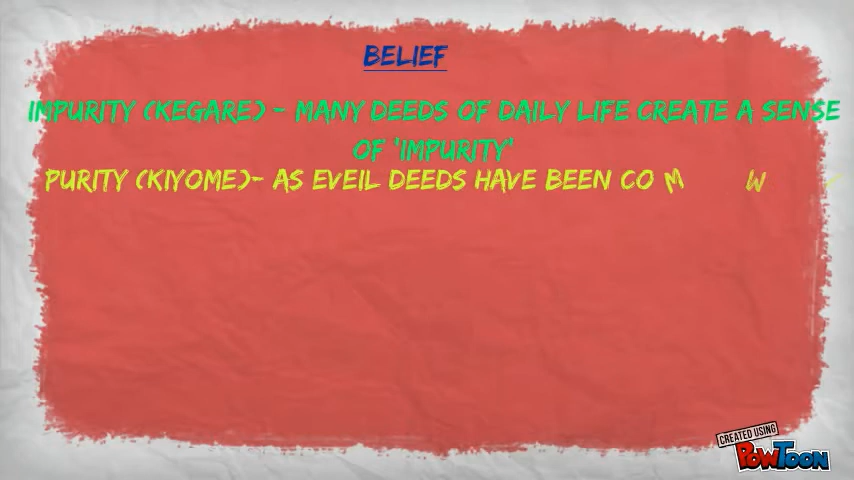 BELIEF
IMPURITY (KEGARE) - MANY DEEDS OF DAILY LIFE CREATE A SENSE
OF 'IMPURITY'
PURITY (KIYOME)- AS EVEIL DEEDS HAVE BEEN CO M W
CREATED USING
POWTOON